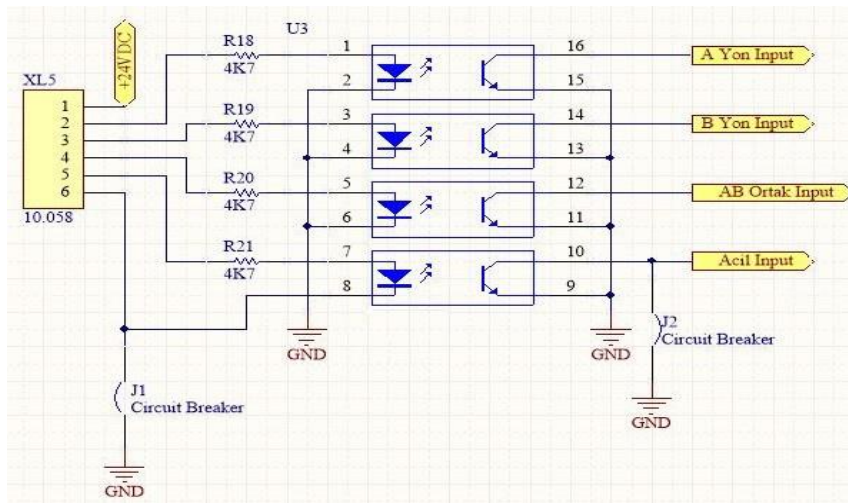 +24V DC
XL5
1
2
3
4
5
6
10.058
R18
4K7
R19
4K7
R20
4K7
R21
4K7
U3
1
2
3
4
5
6
7
8
16
15
14
13
12
11
10
9
A Yon Input
B Yon Input
AB Ortak Input
Acil Input
GND
GND
J2
Circuit Breaker
GND
J1
Circuit Breaker
GND